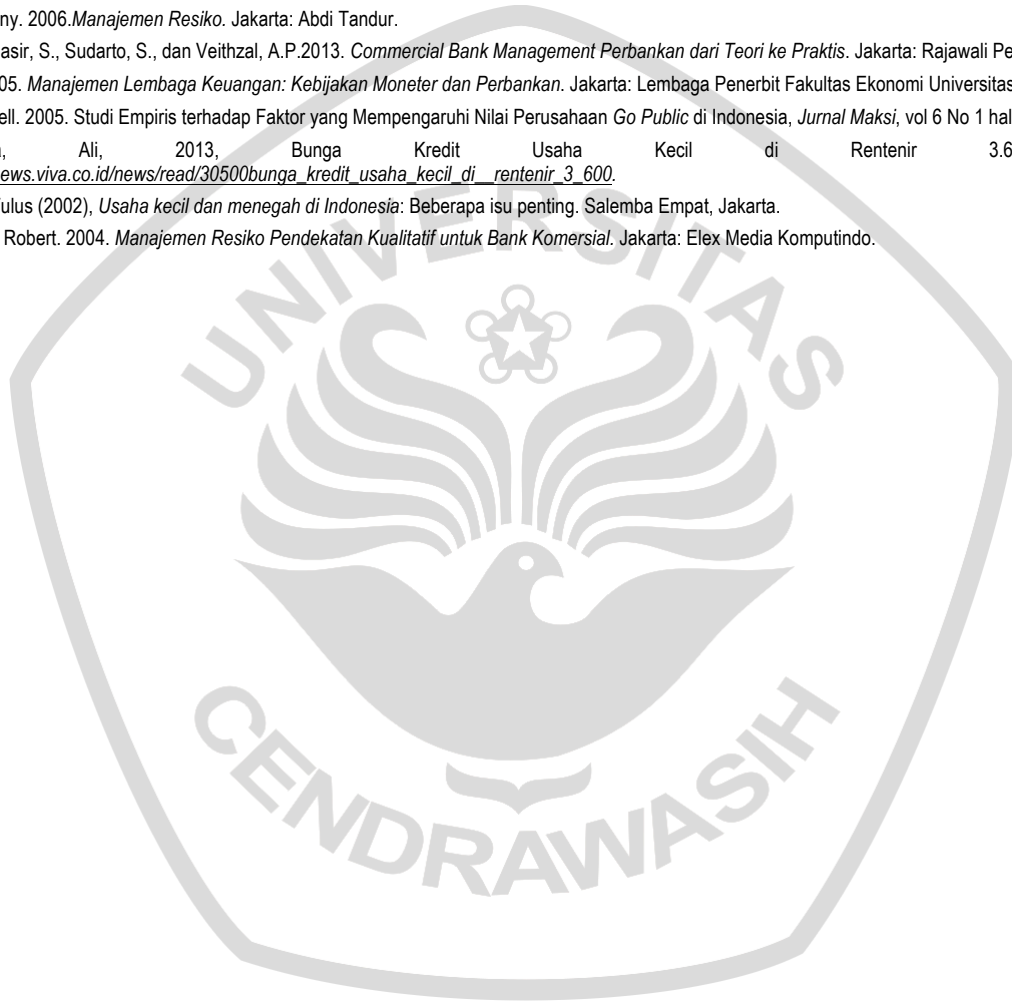 ny. 2006.Manajemen Resiko. Jakarta: Abdi Tandur.
asir, S., Sudarto, S., dan Veithzal, A.P.2013. Commercial Bank Management Perbankan dari Teori ke Praktis. Jakarta: Rajawali Pe
05. Manajemen Lembaga Keuangan: Kebijakan Moneter dan Perbankan. Jakarta: Lembaga Penerbit Fakultas Ekonomi Universitas
ell. 2005. Studi Empiris terhadap Faktor yang Mempengaruhi Nilai Perusahaan Go Public di Indonesia, Jurnal Maksi, vol 6 No 1 hal
, Ali, 2013, Bunga Kredit Usaha Kecil di Rentenir 3.6
ews.viva.co.id/news/read/30500bunga_kredit_usaha_kecil_di__rentenir_3_600.
ulus (2002), Usaha kecil dan menegah di Indonesia: Beberapa isu penting. Salemba Empat, Jakarta.
Robert. 2004. Manajemen Resiko Pendekatan Kualitatif untuk Bank Komersial. Jakarta: Elex Media Komputindo.
UNIVERSITAS
CENDRAWASIH